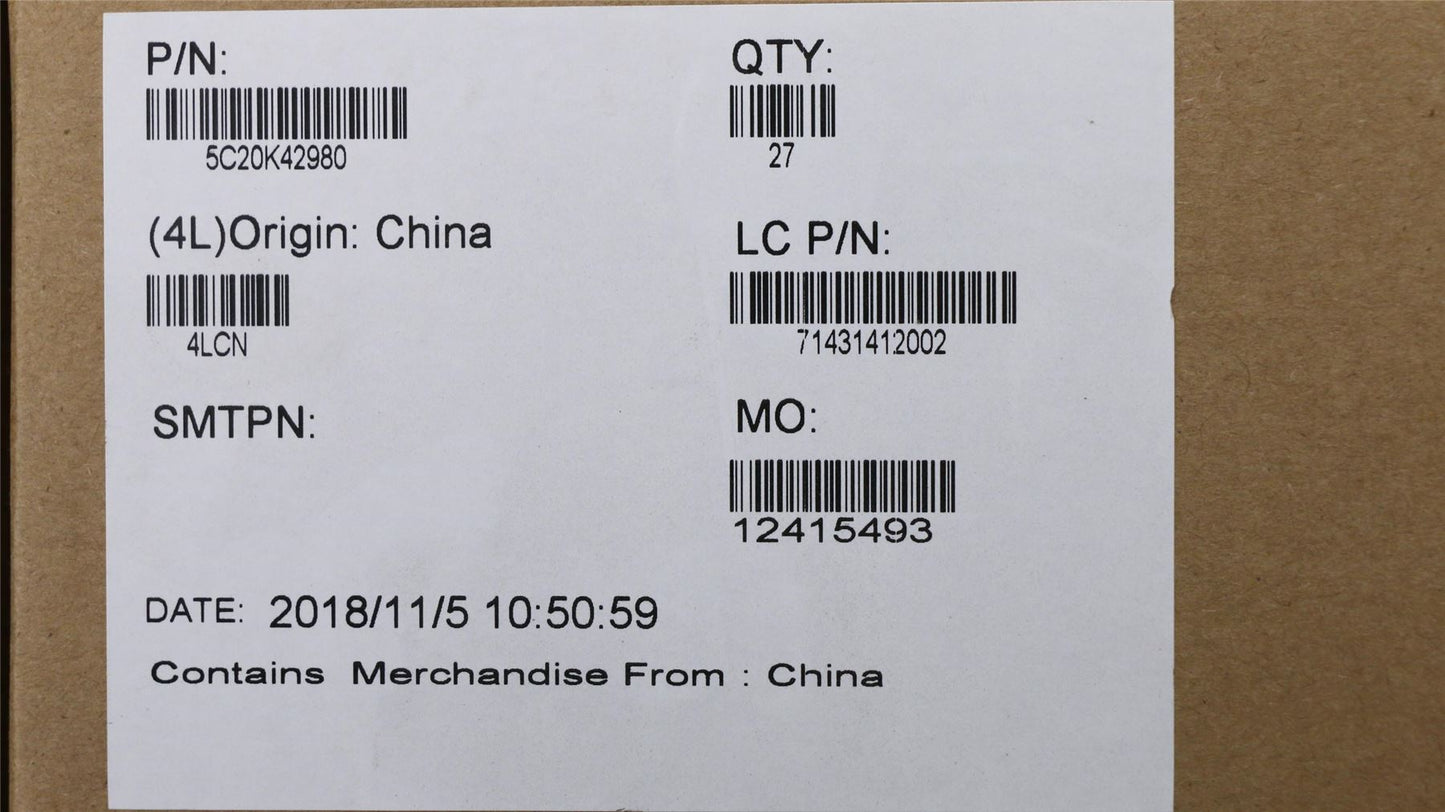 P/N:
5C20K42980
QTY:
27
(4L)Origin: China
4LCN
LC P/N:
71431412002
SMTPN:
MO:
12415493
DATE: 2018/11/5 10:50:59
Contains Merchandise From : China